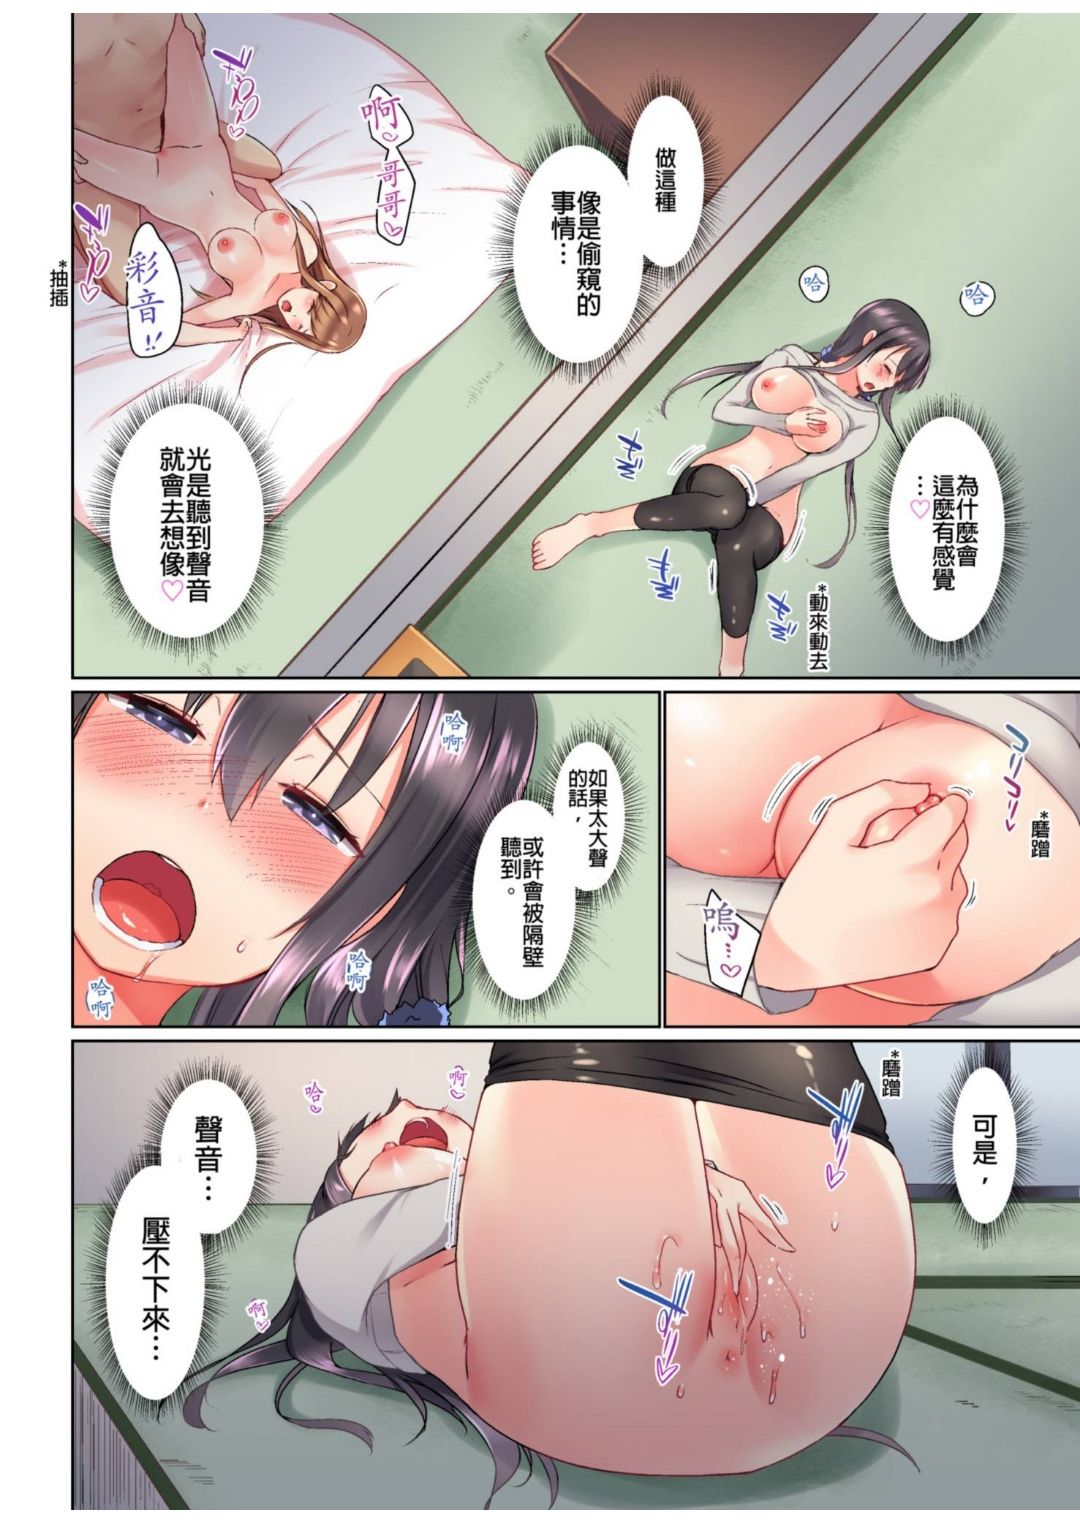 做這種
像是偷窺的
事情…
啊♡
哥哥♡
彩音!!
*抽插
光是聽到聲音
就會去想像♡
哈
哈
為什麼會
這麼有感覺
…♡
*動來動去
コリコリ♡
*磨蹭
嗚…♡
如果太大聲
的話,
或許會被隔壁
聽到。
哈啊
哈啊
哈啊
可是,
*磨蹭
啊♡
哈♡
啊♡
聲音…
壓不下來…